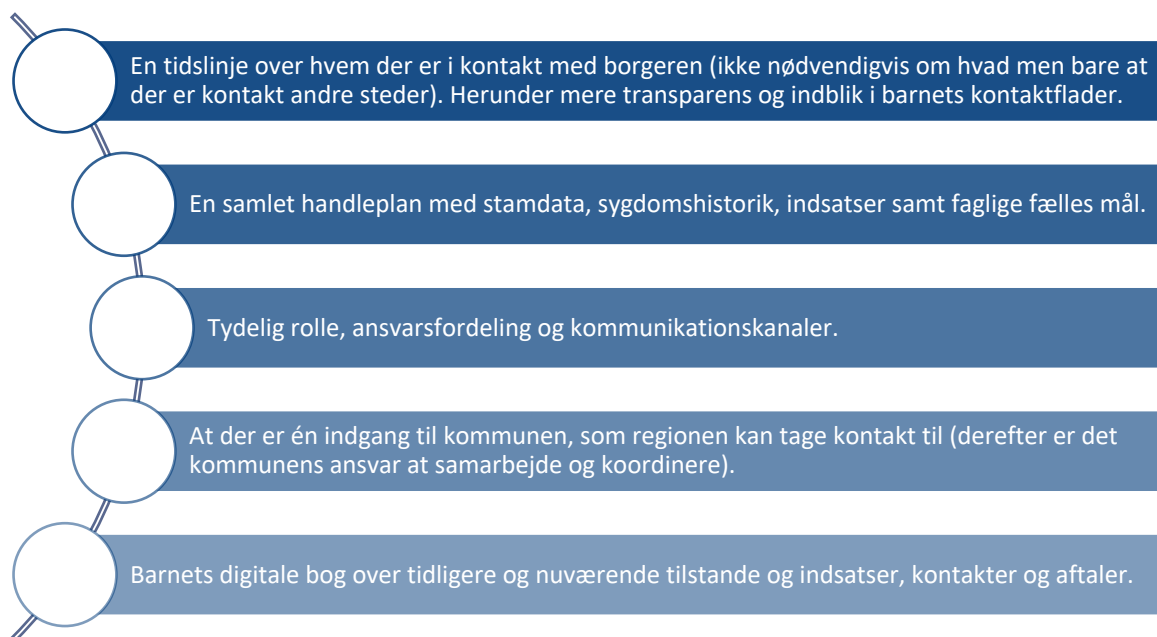 En tidslinje over hvem der er i kontakt med borgeren (ikke nødvendigvis om hvad men bare at
der er kontakt andre steder). Herunder mere transparens og indblik i barnets kontaktflader.
En samlet handleplan med stamdata, sygdomshistorik, indsatser samt faglige fælles mål.
Tydelig rolle, ansvarsfordeling og kommunikationskanaler.
At der er én indgang til kommunen, som regionen kan tage kontakt til (derefter er det
kommunens ansvar at samarbejde og koordinere).
Barnets digitale bog over tidligere og nuværende tilstande og indsatser, kontakter og aftaler.